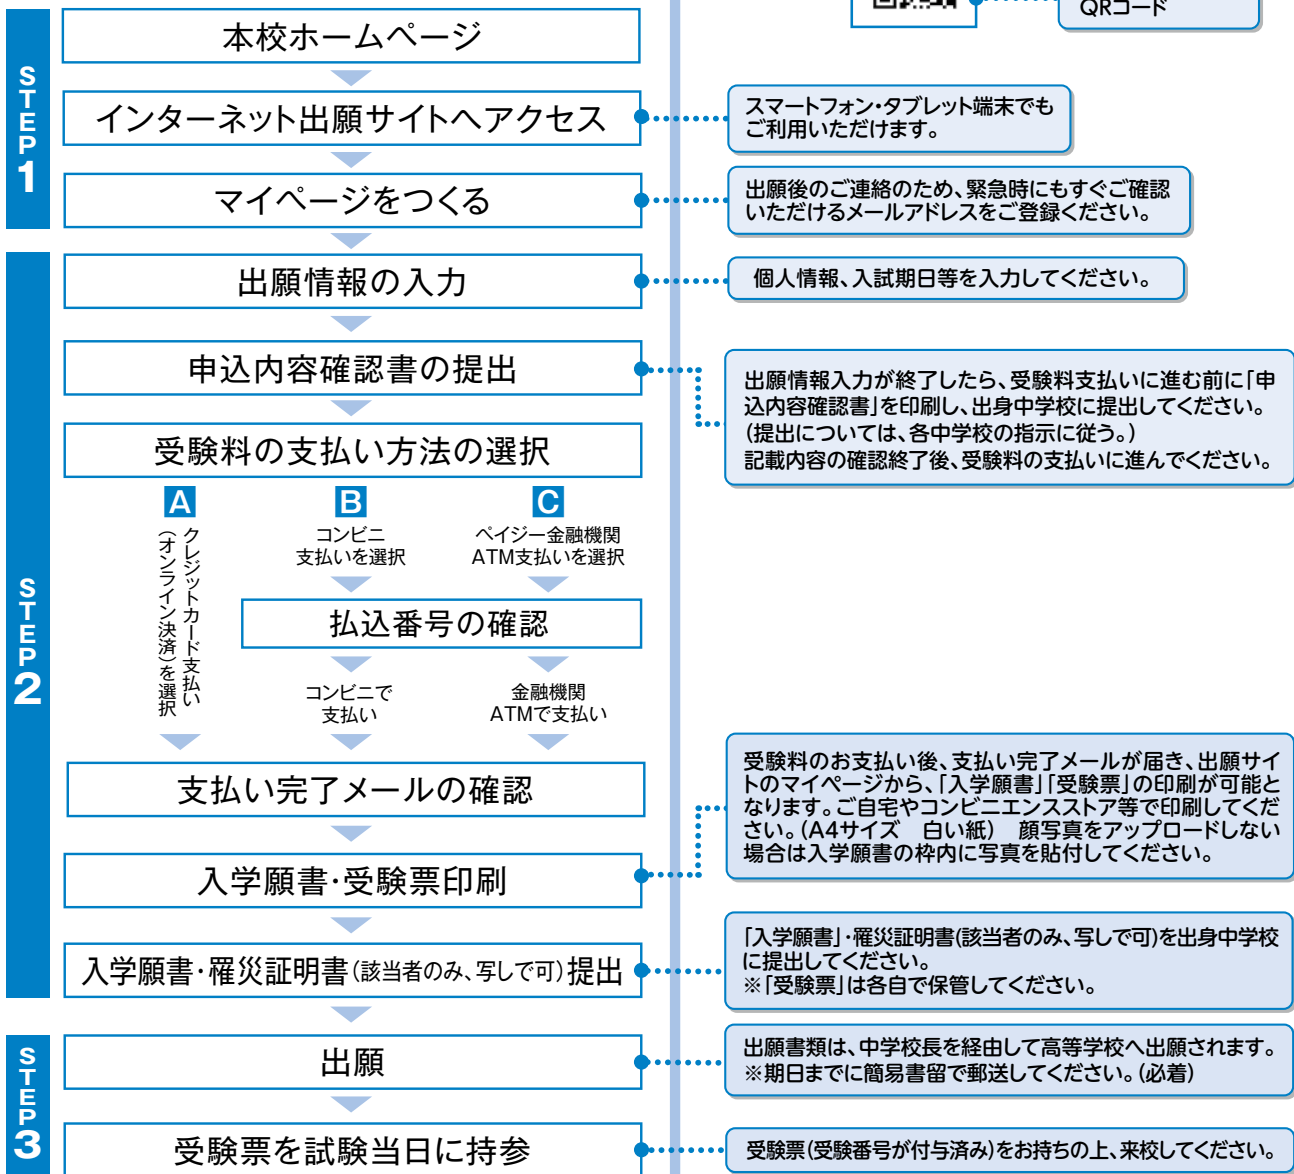 QRコード
STEP1
本校ホームページ
インターネット出願サイトへアクセス
スマートフォン・タブレット端末でも
ご利用いただけます。
マイページをつくる
出願後のご連絡のため、緊急時にもすぐご確認
いただけるメールアドレスをご登録ください。
STEP2
出願情報の入力
個人情報、入試期日等を入力してください。
申込内容確認書の提出
出願情報入力が終了したら、受験料支払いに進む前に「申
込内容確認書」を印刷し、出身中学校に提出してください。
(提出については、各中学校の指示に従う。)
記載内容の確認終了後、受験料の支払いに進んでください。
受験料の支払い方法の選択
A
クレジットカード支払い
(オンライン決済)を選択
B
コンビニ
支払いを選択
C
ペイジー金融機関
ATM支払いを選択
払込番号の確認
コンビニで
支払い
金融機関
ATMで支払い
支払い完了メールの確認
入学願書・受験票印刷
受験料のお支払い後、支払い完了メールが届き、出願サイ
トのマイページから、「入学願書」「受験票」の印刷が可能と
なります。ご自宅やコンビニエンスストア等で印刷してくだ
さい。(A4サイズ　白い紙)　顔写真をアップロードしない
場合は入学願書の枠内に写真を貼付してください。
入学願書・罹災証明書(該当者のみ、写しで可)提出
「入学願書」・罹災証明書(該当者のみ、写しで可)を出身中学校
に提出してください。
※「受験票」は各自で保管してください。
STEP3
出願
出願書類は、中学校長を経由して高等学校へ出願されます。
※期日までに簡易書留で郵送してください。(必着)
受験票を試験当日に持参
受験票(受験番号が付与済み)をお持ちの上、来校してください。